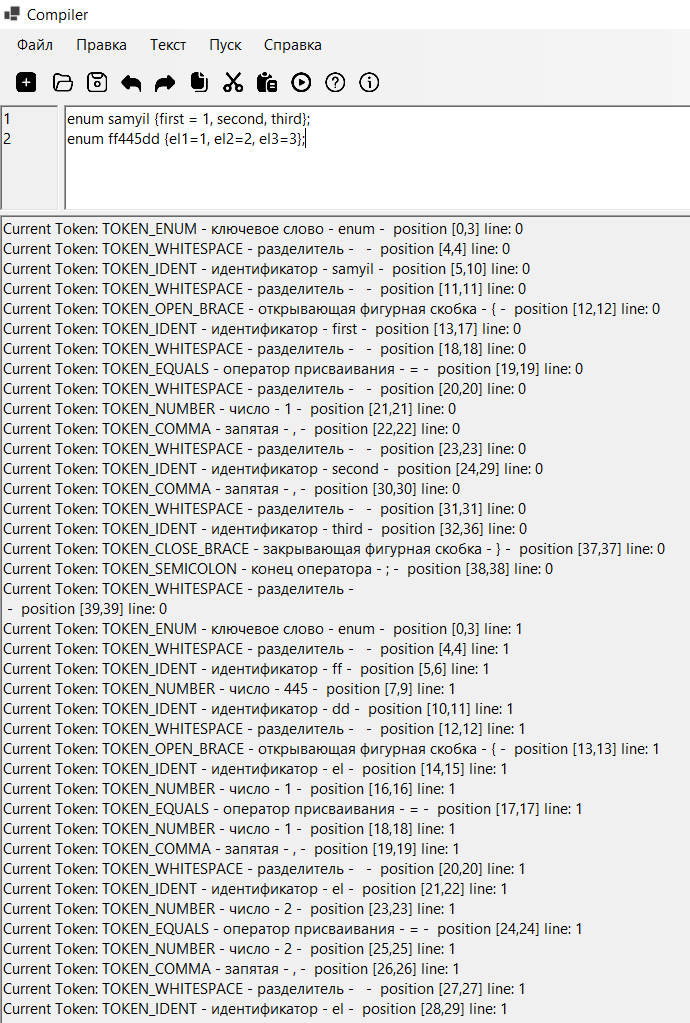 Compiler
Файл Правка Текст Пуск Справка
1 enum samyil {first = 1, second, third};
2 enum ff445dd {el1=1, el2=2, el3=3};
Current Token: TOKEN_ENUM - ключевое слово - enum - position [0,3] line: 0
Current Token: TOKEN_WHITESPACE - разделитель - - position [4,4] line: 0
Current Token: TOKEN_IDENT - идентификатор - samyil - position [5,10] line: 0
Current Token: TOKEN_WHITESPACE - разделитель - - position [11,11] line: 0
Current Token: TOKEN_OPEN_BRACE - открывающая фигурная скобка - { - position [12,12] line: 0
Current Token: TOKEN_IDENT - идентификатор - first - position [13,17] line: 0
Current Token: TOKEN_WHITESPACE - разделитель - - position [18,18] line: 0
Current Token: TOKEN_EQUALS - оператор присваивания - = - position [19,19] line: 0
Current Token: TOKEN_WHITESPACE - разделитель - - position [20,20] line: 0
Current Token: TOKEN_NUMBER - число - 1 - position [21,21] line: 0
Current Token: TOKEN_COMMA - запятая - , - position [22,22] line: 0
Current Token: TOKEN_WHITESPACE - разделитель - - position [23,23] line: 0
Current Token: TOKEN_IDENT - идентификатор - second - position [24,29] line: 0
Current Token: TOKEN_COMMA - запятая - , - position [30,30] line: 0
Current Token: TOKEN_WHITESPACE - разделитель - - position [31,31] line: 0
Current Token: TOKEN_IDENT - идентификатор - third - position [32,36] line: 0
Current Token: TOKEN_CLOSE_BRACE - закрывающая фигурная скобка - } - position [37,37] line: 0
Current Token: TOKEN_SEMICOLON - конец оператора - ; - position [38,38] line: 0
Current Token: TOKEN_WHITESPACE - разделитель -
- position [39,39] line: 0
Current Token: TOKEN_ENUM - ключевое слово - enum - position [0,3] line: 1
Current Token: TOKEN_WHITESPACE - разделитель - - position [4,4] line: 1
Current Token: TOKEN_IDENT - идентификатор - ff - position [5,6] line: 1
Current Token: TOKEN_NUMBER - число - 445 - position [7,9] line: 1
Current Token: TOKEN_IDENT - идентификатор - dd - position [10,11] line: 1
Current Token: TOKEN_WHITESPACE - разделитель - - position [12,12] line: 1
Current Token: TOKEN_OPEN_BRACE - открывающая фигурная скобка - { - position [13,13] line: 1
Current Token: TOKEN_IDENT - идентификатор - el - position [14,15] line: 1
Current Token: TOKEN_NUMBER - число - 1 - position [16,16] line: 1
Current Token: TOKEN_EQUALS - оператор присваивания - = - position [17,17] line: 1
Current Token: TOKEN_NUMBER - число - 1 - position [18,18] line: 1
Current Token: TOKEN_COMMA - запятая - , - position [19,19] line: 1
Current Token: TOKEN_WHITESPACE - разделитель - - position [20,20] line: 1
Current Token: TOKEN_IDENT - идентификатор - el - position [21,22] line: 1
Current Token: TOKEN_NUMBER - число - 2 - position [23,23] line: 1
Current Token: TOKEN_EQUALS - оператор присваивания - = - position [24,24] line: 1
Current Token: TOKEN_NUMBER - число - 2 - position [25,25] line: 1
Current Token: TOKEN_COMMA - запятая - , - position [26,26] line: 1
Current Token: TOKEN_WHITESPACE - разделитель - - position [27,27] line: 1
Current Token: TOKEN_IDENT - идентификатор - el - position [28,29] line: 1